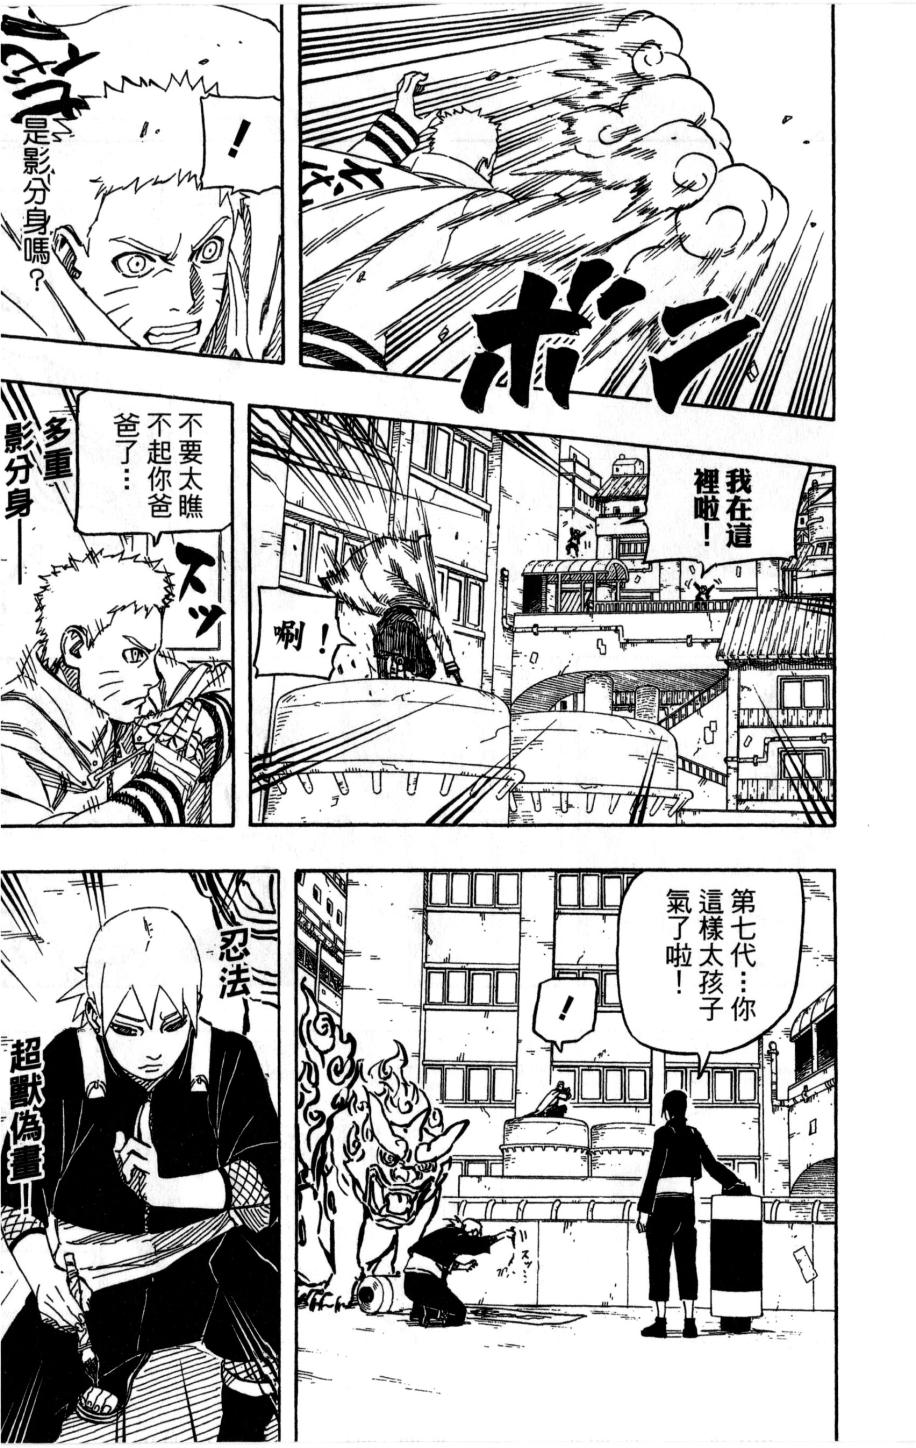 ボン
!
是影分身嗎?
我在這
裡啦!
唰!
不要太瞧
不起你爸
爸了…
多重
影分身——
スッ
第七代…你
這樣太孩子
氣了啦!
!
スッ…
忍法
超獸偽畫!